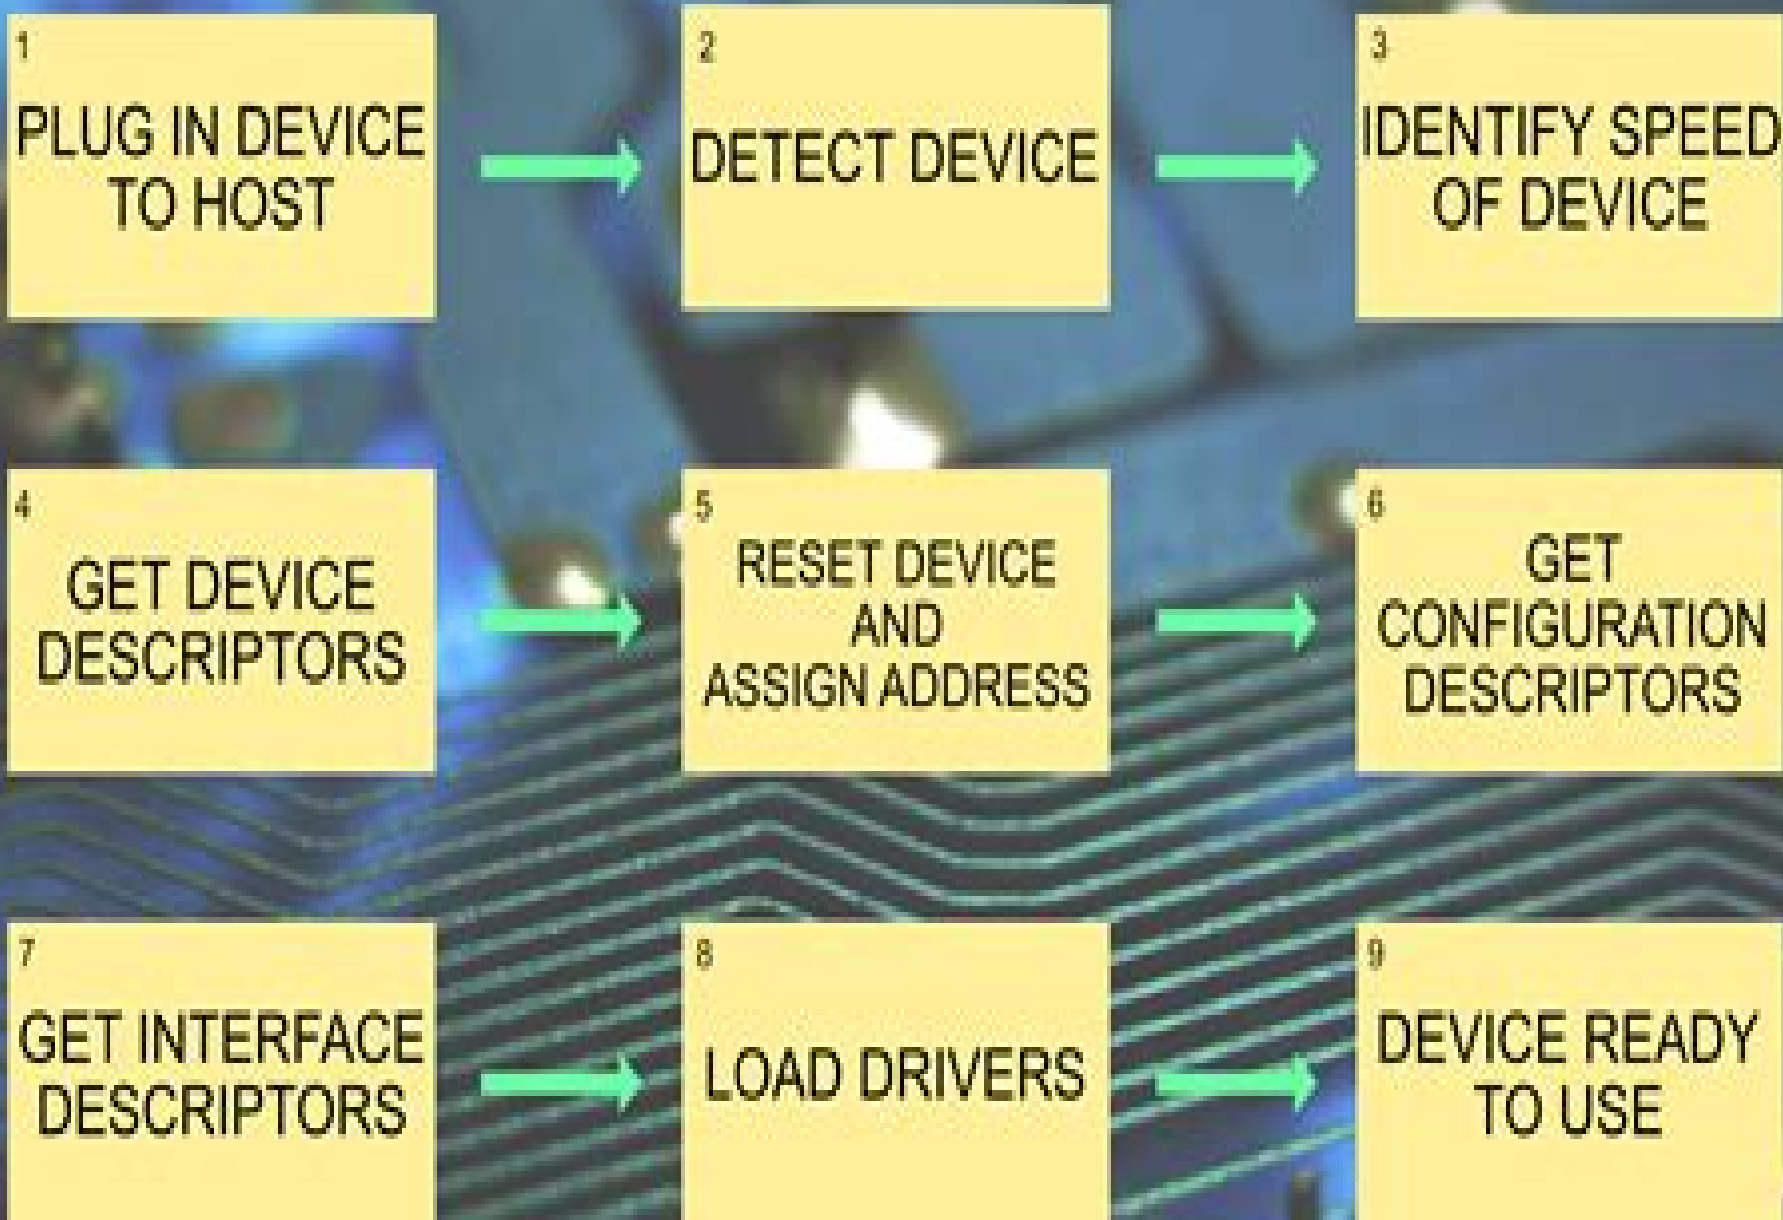 1
PLUG IN DEVICE
TO HOST
2
DETECT DEVICE
3
IDENTIFY SPEED
OF DEVICE
4
GET DEVICE
DESCRIPTORS
5
RESET DEVICE
AND
ASSIGN ADDRESS
6
GET
CONFIGURATION
DESCRIPTORS
7
GET INTERFACE
DESCRIPTORS
8
LOAD DRIVERS
9
DEVICE READY
TO USE